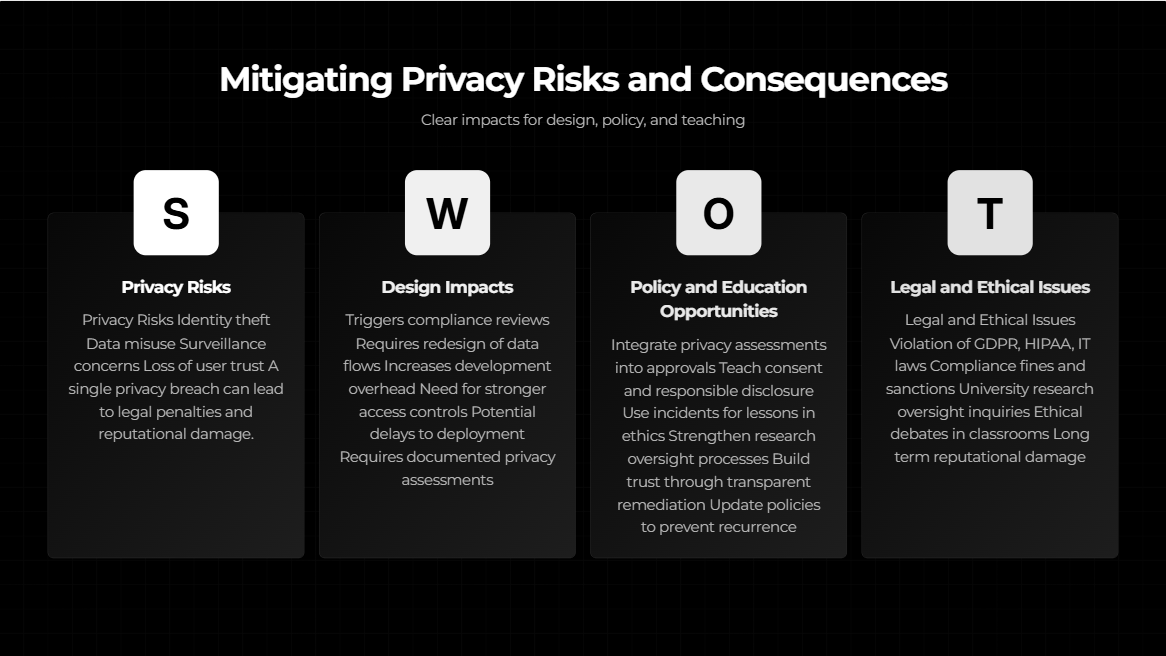 Mitigating Privacy Risks and Consequences
Clear impacts for design, policy, and teaching
S
Privacy Risks
Privacy Risks Identity theft
Data misuse Surveillance
concerns Loss of user trust A
single privacy breach can lead
to legal penalties and
reputational damage.
W
Design Impacts
Triggers compliance reviews
Requires redesign of data
flows Increases development
overhead Need for stronger
access controls Potential
delays to deployment
Requires documented privacy
assessments
O
Policy and Education
Opportunities
Integrate privacy assessments
into approvals Teach consent
and responsible disclosure
Use incidents for lessons in
ethics Strengthen research
oversight processes Build
trust through transparent
remediation Update policies
to prevent recurrence
T
Legal and Ethical Issues
Legal and Ethical Issues
Violation of GDPR, HIPAA, IT
laws Compliance fines and
sanctions University research
oversight inquiries Ethical
debates in classrooms Long
term reputational damage